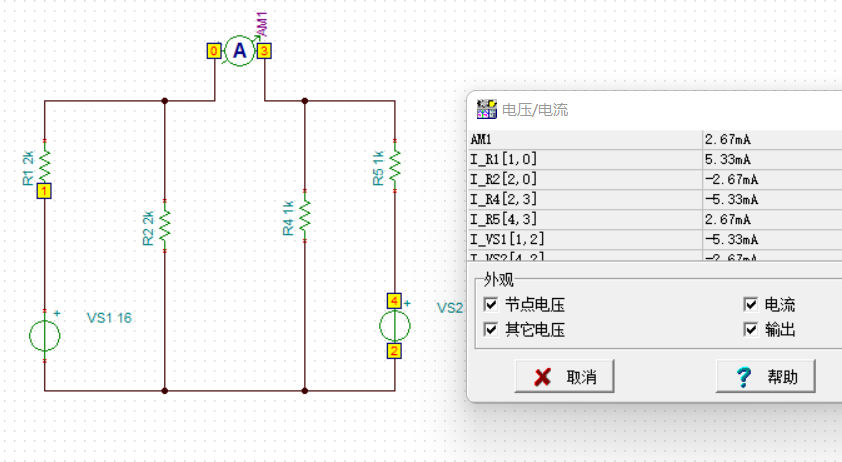 AM1
0
A
3
R1 2k
1
R2 2k
R4 1k
R5 1k
VS1 16
+
4
+
VS2
2
电压/电流
AM1 2.67mA
I_R1[1,0] 5.33mA
I_R2[2,0] -2.67mA
I_R4[2,3] -5.33mA
I_R5[4,3] 2.67mA
I_VS1[1,2] -5.33mA
I_VS2[4,2] -2.67mA
外观
节点电压 电流
其它电压 输出
取消 帮助